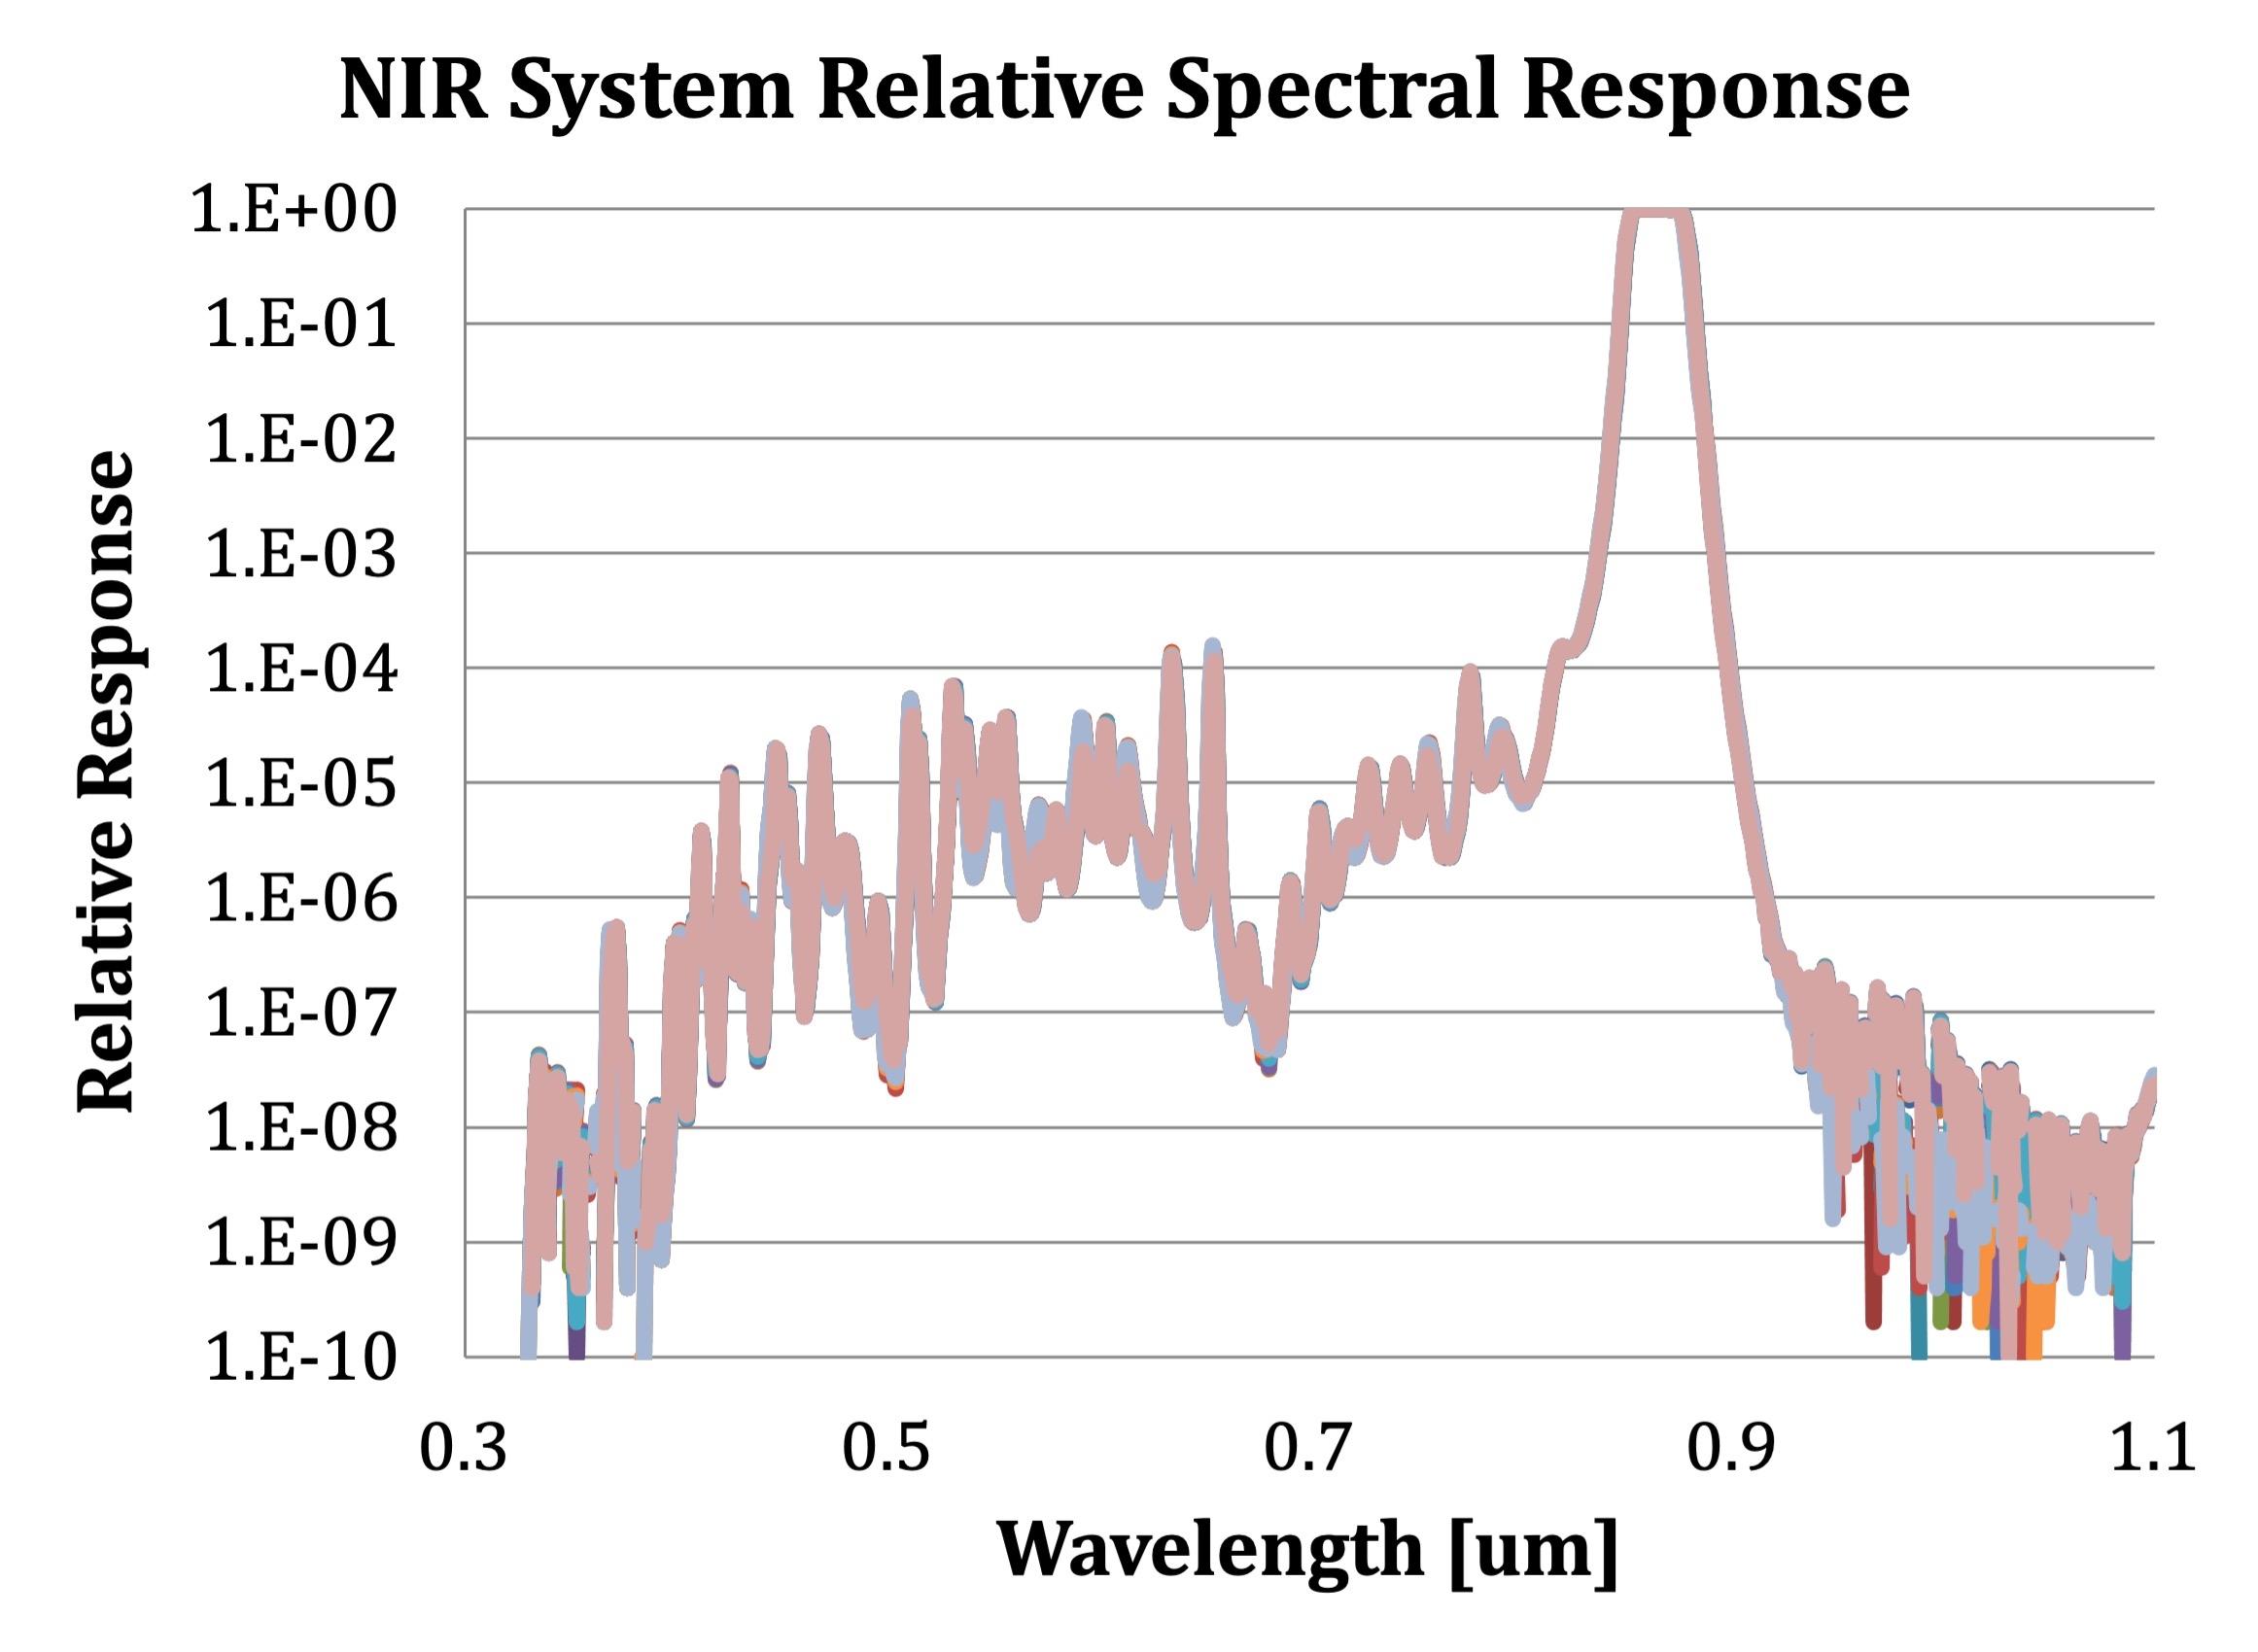 NIR System Relative Spectral Response
1.E+00
1.E-01
1.E-02
1.E-03
1.E-04
1.E-05
1.E-06
1.E-07
1.E-08
1.E-09
1.E-10
Relative Response
0.3 0.5 0.7 0.9 1.1
Wavelength [um]